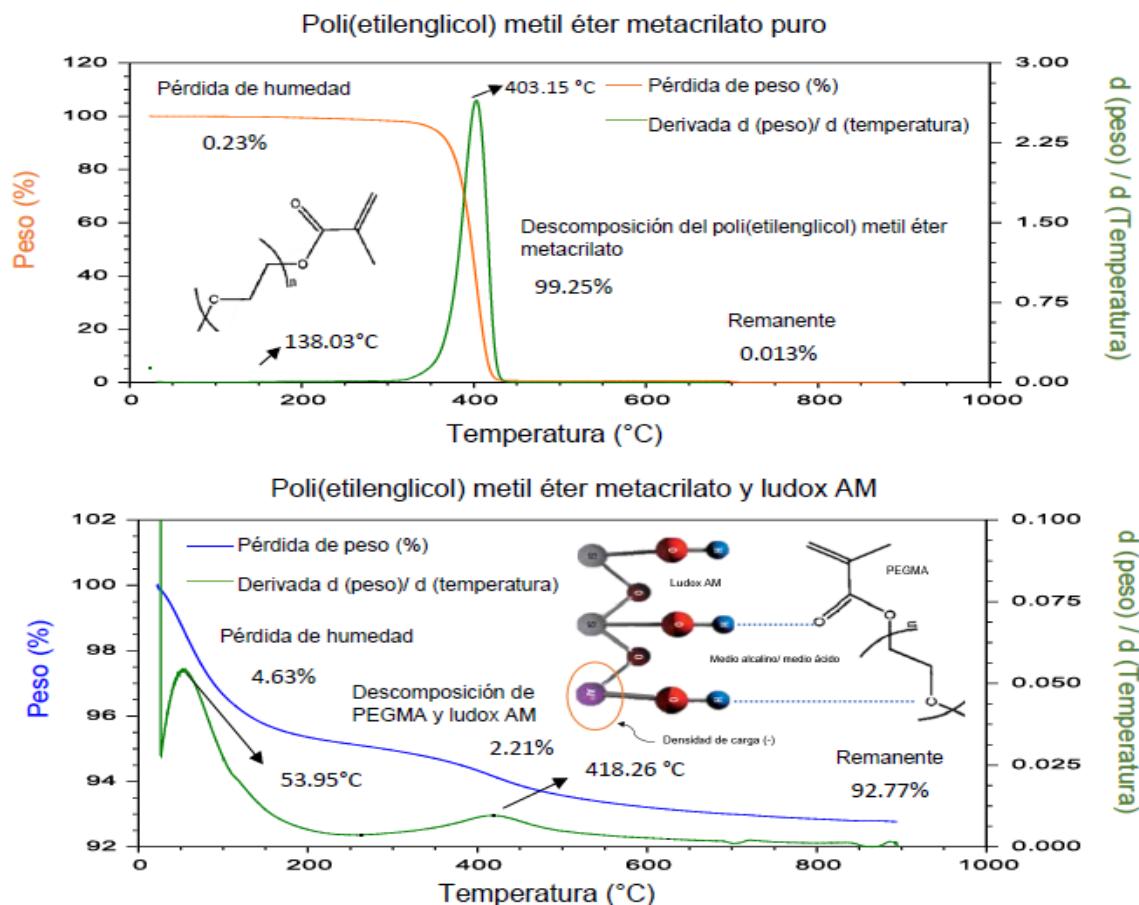 Poli(etilenglicol) metil éter metacrilato puro
120
100
80
60
40
20
0
Peso (%)
Pérdida de humedad
0.23%
403.15 °C
Pérdida de peso (%)
Derivada d (peso)/ d (temperatura)
O
O
n
C
138.03°C
Descomposición del poli(etilenglicol) metil éter
metacrilato
99.25%
Remanente
0.013%
3.00
2.25
1.50
0.75
0.00
d (peso) / d (Temperatura)
0
200
400
600
800
1000
Temperatura (°C)
Poli(etilenglicol) metil éter metacrilato y ludox AM
102
100
98
96
94
92
Peso (%)
Pérdida de peso (%)
Derivada d (peso)/ d (temperatura)
Pérdida de humedad
4.63%
53.95°C
Descomposición de
PEGMA y ludox AM
2.21%
418.26 °C
Ludox AM
PEGMA
O
O
n
C
Medio alcalino/ medio ácido
Densidad de carga (-)
Remanente
92.77%
0.100
0.075
0.050
0.025
0.000
d (peso) / d (Temperatura)
0
200
400
600
800
1000
Temperatura (°C)